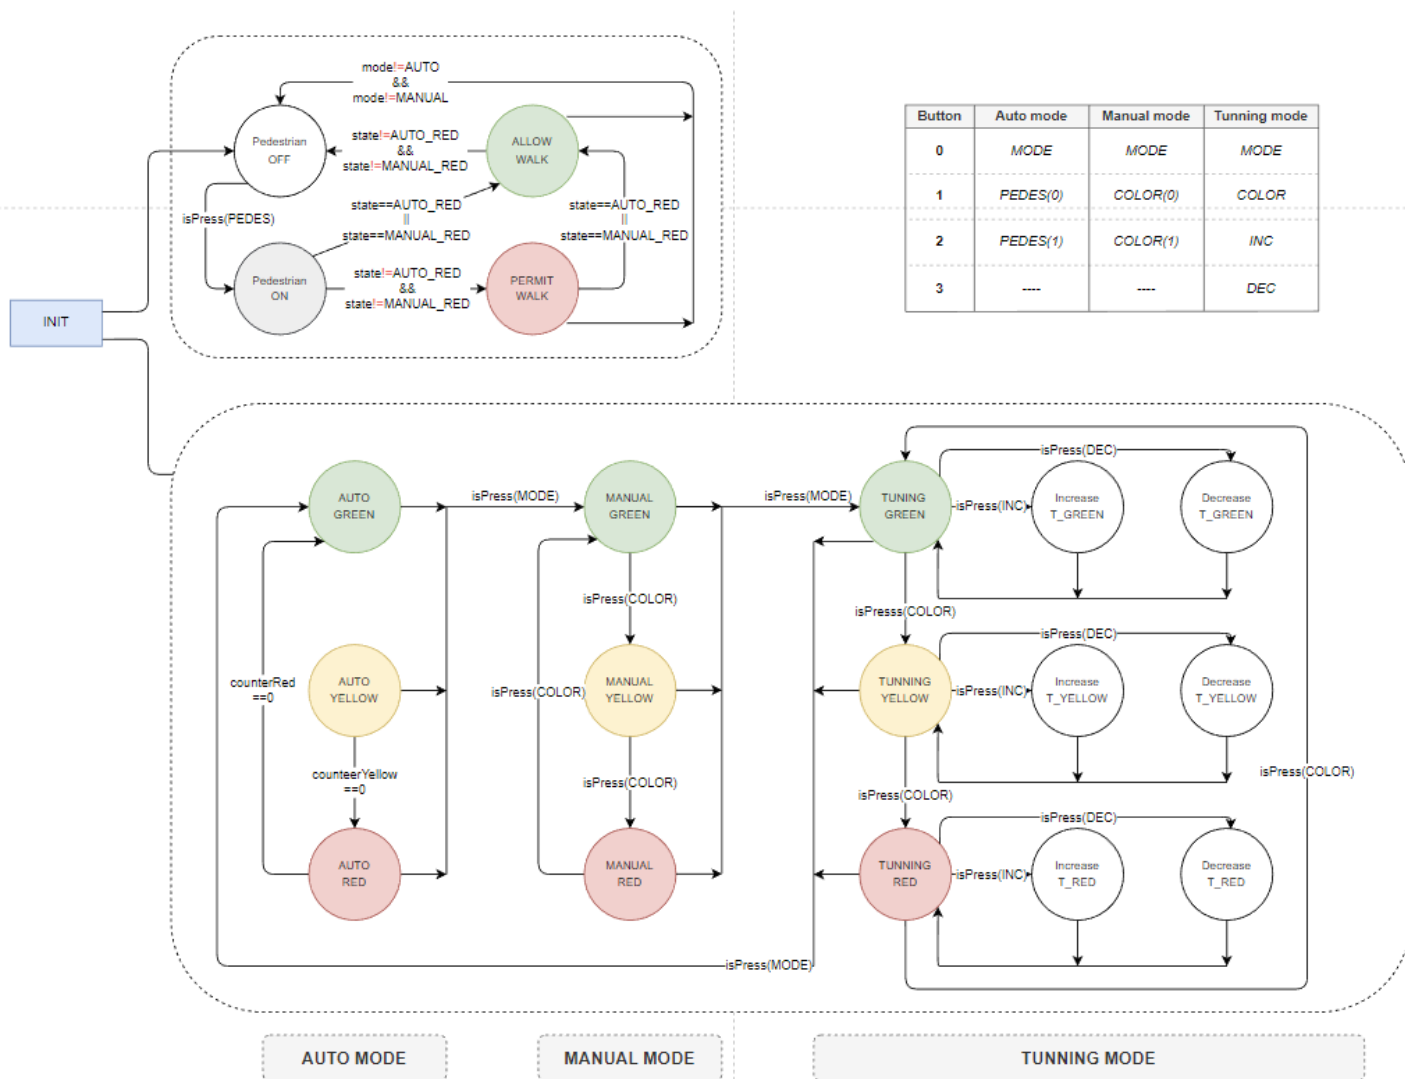 mode!=AUTO
&&
mode!=MANUAL
Pedestrian
OFF
state!=AUTO_RED
&&
state!=MANUAL_RED
ALLOW
WALK
isPress(PEDES)
state==AUTO_RED
||
state==MANUAL_RED
state==AUTO_RED
||
state==MANUAL_RED
Pedestrian
ON
state!=AUTO_RED
&&
state!=MANUAL_RED
PERMIT
WALK
INIT
Button Auto mode Manual mode Tunning mode
0 MODE MODE MODE
1 PEDES(0) COLOR(0) COLOR
2 PEDES(1) COLOR(1) INC
3 ---- ---- DEC
AUTO
GREEN
isPress(MODE)
MANUAL
GREEN
isPress(MODE)
TUNING
GREEN
isPress(DEC)
isPress(INC)
Increase
T_GREEN
Decrease
T_GREEN
isPress(COLOR)
isPresss(COLOR)
counterRed
==0
AUTO
YELLOW
isPress(COLOR)
MANUAL
YELLOW
TUNNING
YELLOW
isPress(DEC)
isPress(INC)
Increase
T_YELLOW
Decrease
T_YELLOW
counteerYellow
==0
isPress(COLOR)
isPress(COLOR)
isPress(COLOR)
AUTO
RED
MANUAL
RED
TUNNING
RED
isPress(DEC)
isPress(INC)
Increase
T_RED
Decrease
T_RED
isPress(MODE)
AUTO MODE
MANUAL MODE
TUNNING MODE